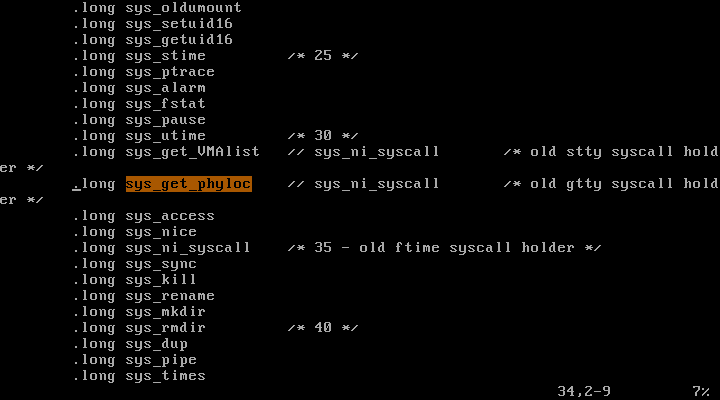 .long sys_oldumount
.long sys_setuid16
.long sys_getuid16
.long sys_stime /* 25 */
.long sys_ptrace
.long sys_alarm
.long sys_fstat
.long sys_pause
.long sys_utime /* 30 */
.long sys_get_VMAlist // sys_ni_syscall /* old stty syscall hold
er */
.long sys_get_phyloc // sys_ni_syscall /* old gtty syscall hold
er */
.long sys_access
.long sys_nice
.long sys_ni_syscall /* 35 - old ftime syscall holder */
.long sys_sync
.long sys_kill
.long sys_rename
.long sys_mkdir
.long sys_rmdir /* 40 */
.long sys_dup
.long sys_pipe
.long sys_times
34,2-9 7%